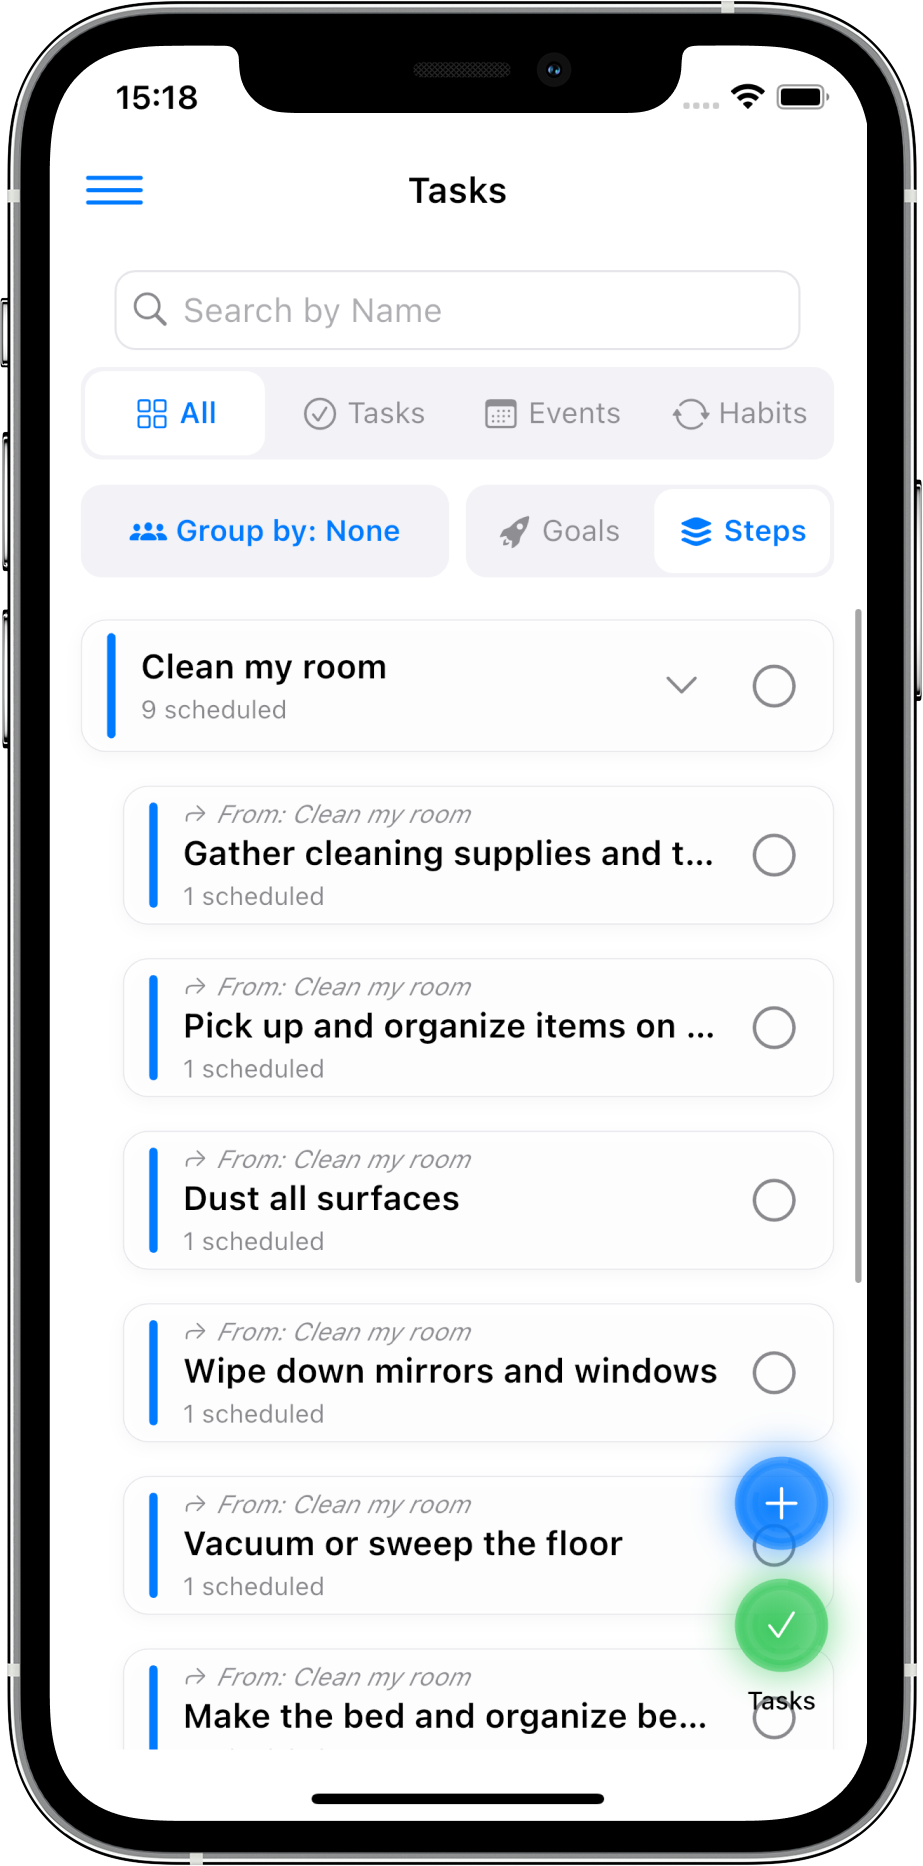 15:18
Tasks
Search by Name
All Tasks Events Habits
Group by: None Goals Steps
Clean my room
9 scheduled
From: Clean my room
Gather cleaning supplies and t...
1 scheduled
From: Clean my room
Pick up and organize items on ...
1 scheduled
From: Clean my room
Dust all surfaces
1 scheduled
From: Clean my room
Wipe down mirrors and windows
1 scheduled
From: Clean my room
Vacuum or sweep the floor
1 scheduled
From: Clean my room
Make the bed and organize be...
Tasks